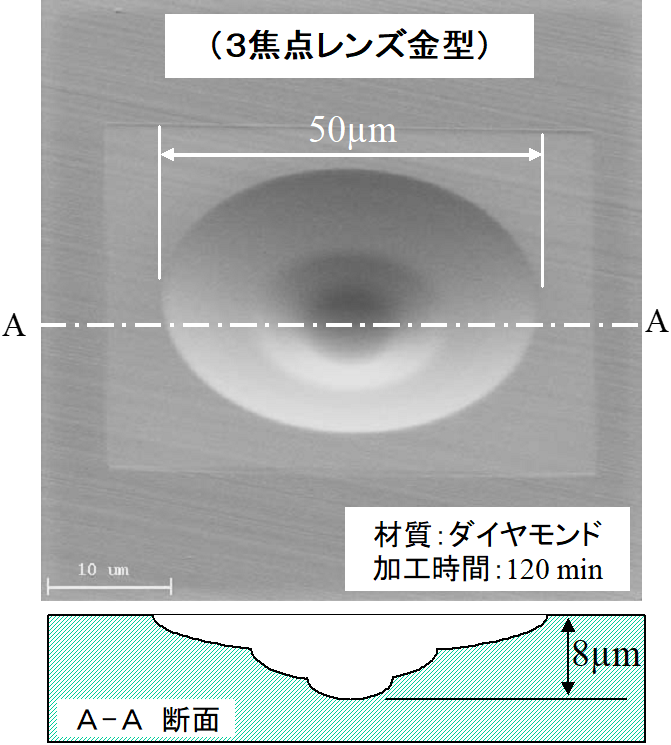 （３焦点レンズ金型）
50μm
A
A
材質：ダイヤモンド
加工時間：120 min
10 um
8μm
Ａ－Ａ 断面